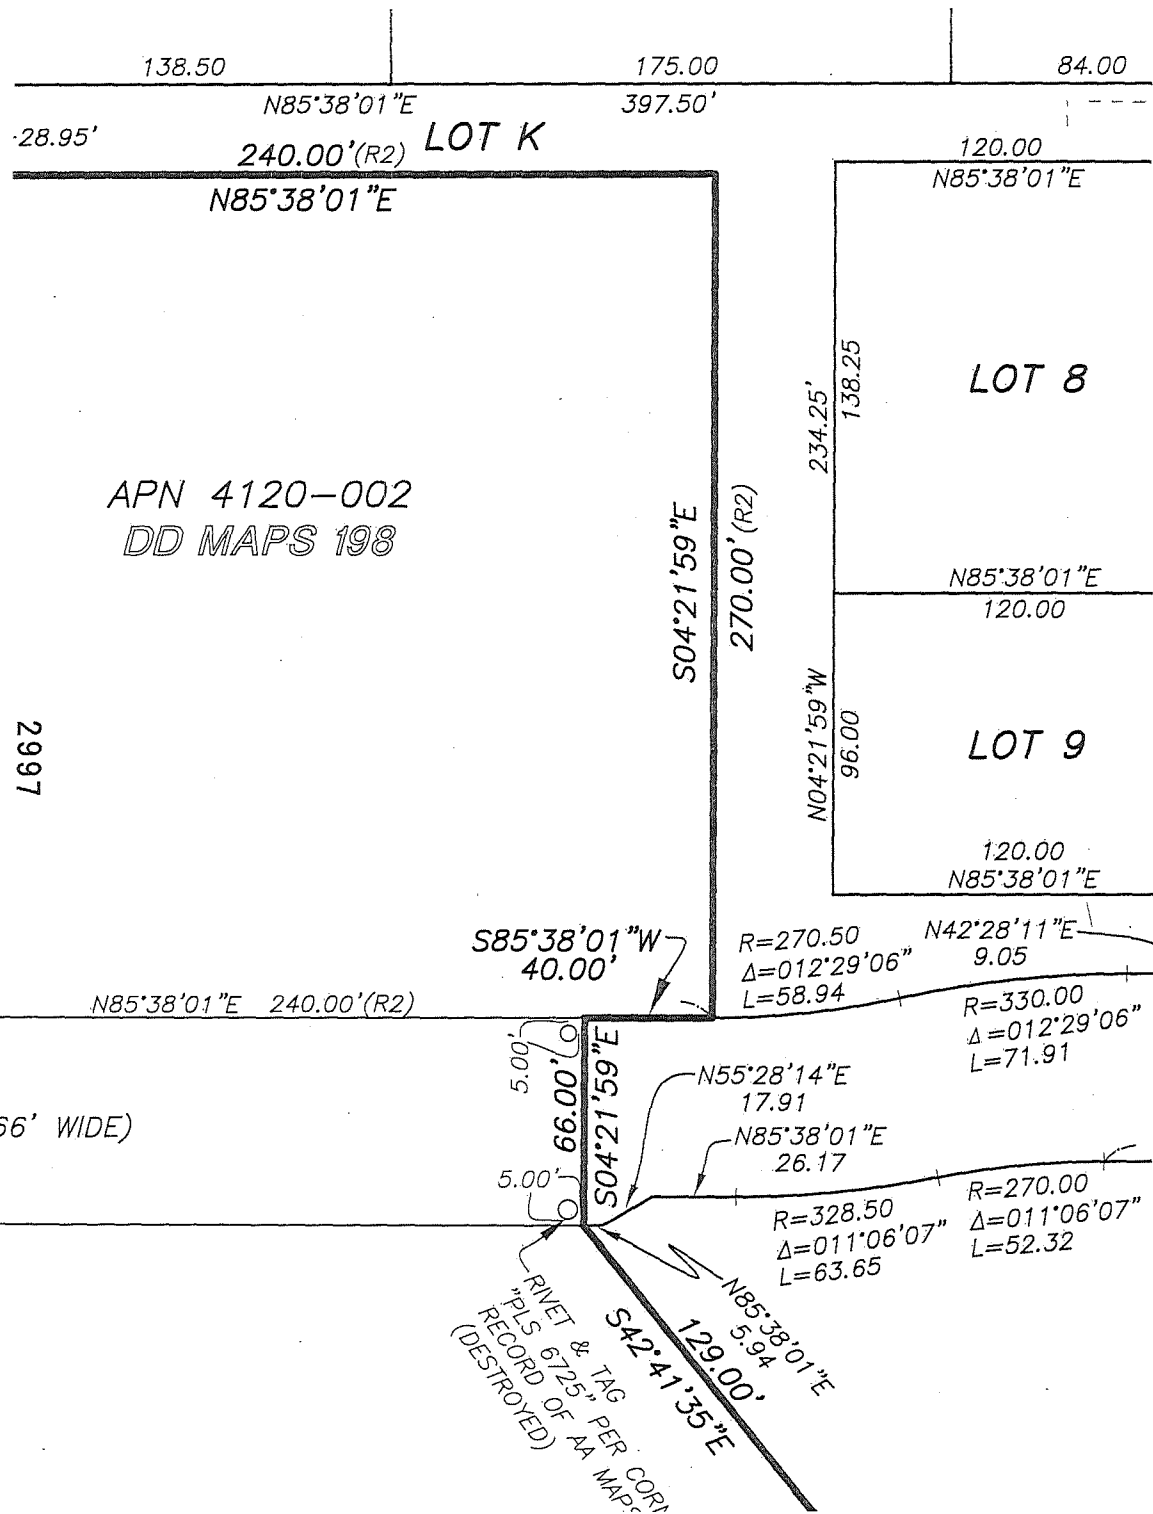 138.50
175.00
84.00
N85°38'01"E
397.50'
28.95'
LOT K
240.00'(R2)
N85°38'01"E
120.00
N85°38'01"E
LOT 8
234.25'
138.25
APN 4120-002
DD MAPS 198
S04°21'59"E
270.00'(R2)
N85°38'01"E
120.00
2997
N04°21'59"W
96.00
LOT 9
120.00
N85°38'01"E
S85°38'01"W
40.00'
R=270.50
Δ=012°29'06"
L=58.94
N42°28'11"E
9.05
N85°38'01"E 240.00'(R2)
R=330.00
Δ=012°29'06"
L=71.91
5.00'
66.00'
S04°21'59"E
N55°28'14"E
17.91
66' WIDE)
N85°38'01"E
26.17
5.00'
R=328.50
Δ=011°06'07"
L=63.65
R=270.00
Δ=011°06'07"
L=52.32
N85°38'01"E
5.94
129.00'
S42°41'35"E
RIVET & TAG
"PLS 6725" PER CORN
RECORD OF AA MAPS
(DESTROYED)